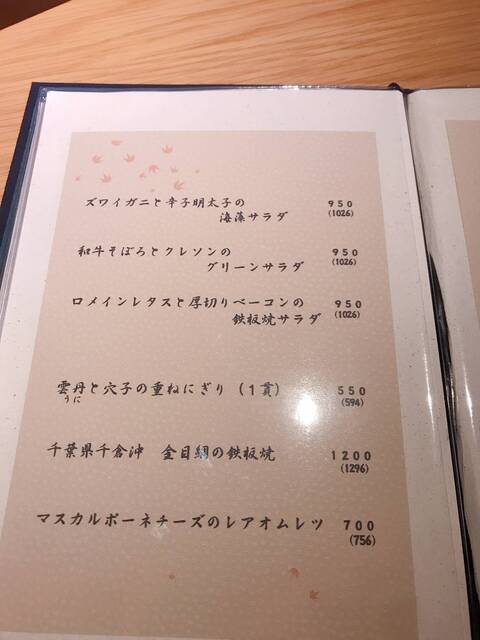 ズワイガニと辛子明太子の 950
海藻サラダ (1026)
和牛そぼろとクレソンの 950
グリーンサラダ (1026)
ロメインレタスと厚切りベーコンの 950
鉄板焼サラダ (1026)
雲丹と穴子の重ねにぎり(1貫) 550
うに (594)
千葉県千倉沖 金目鯛の鉄板焼 1200
(1296)
マスカルポーネチーズのレアオムレツ 700
(756)